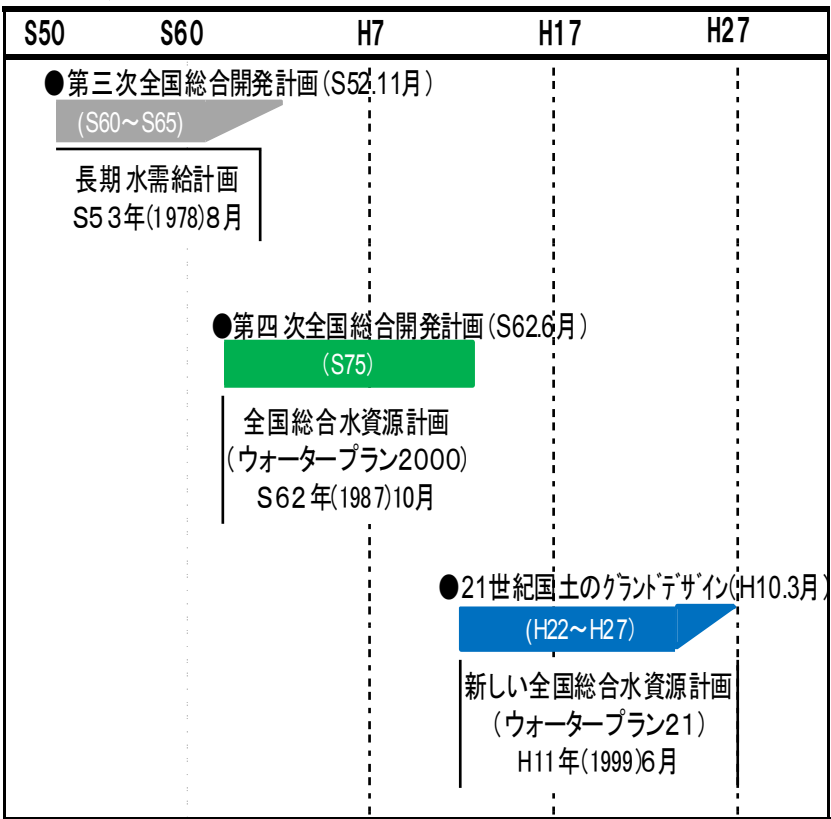 S50 S60 H7 H17 H27
●第三次全国総合開発計画(S52.11月)
(S60～S65)
長期水需給計画
S53年(1978)8月
●第四次全国総合開発計画(S62.6月)
(S75)
全国総合水資源計画
(ウォータープラン2000)
S62年(1987)10月
●21世紀国土のグランドデザイン(H10.3月)
(H22～H27)
新しい全国総合水資源計画
(ウォータープラン21)
H11年(1999)6月